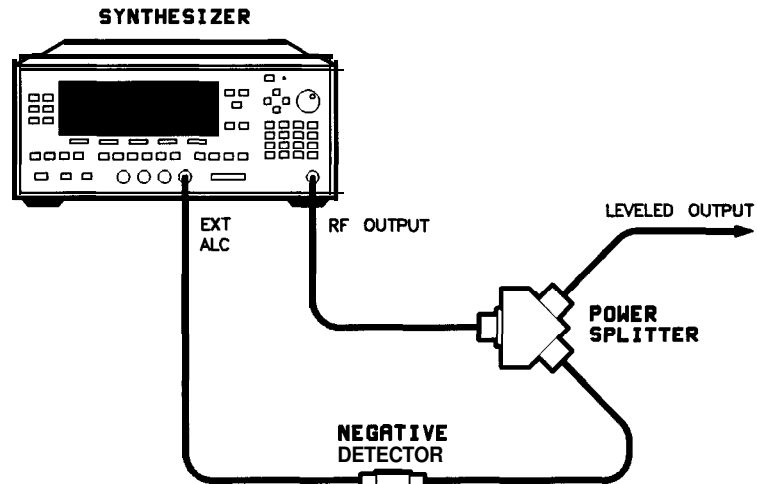 SYNTHESIZER
EXT
ALC
RF OUTPUT
LEVELED OUTPUT
POWER
SPLITTER
NEGATIVE
DETECTOR